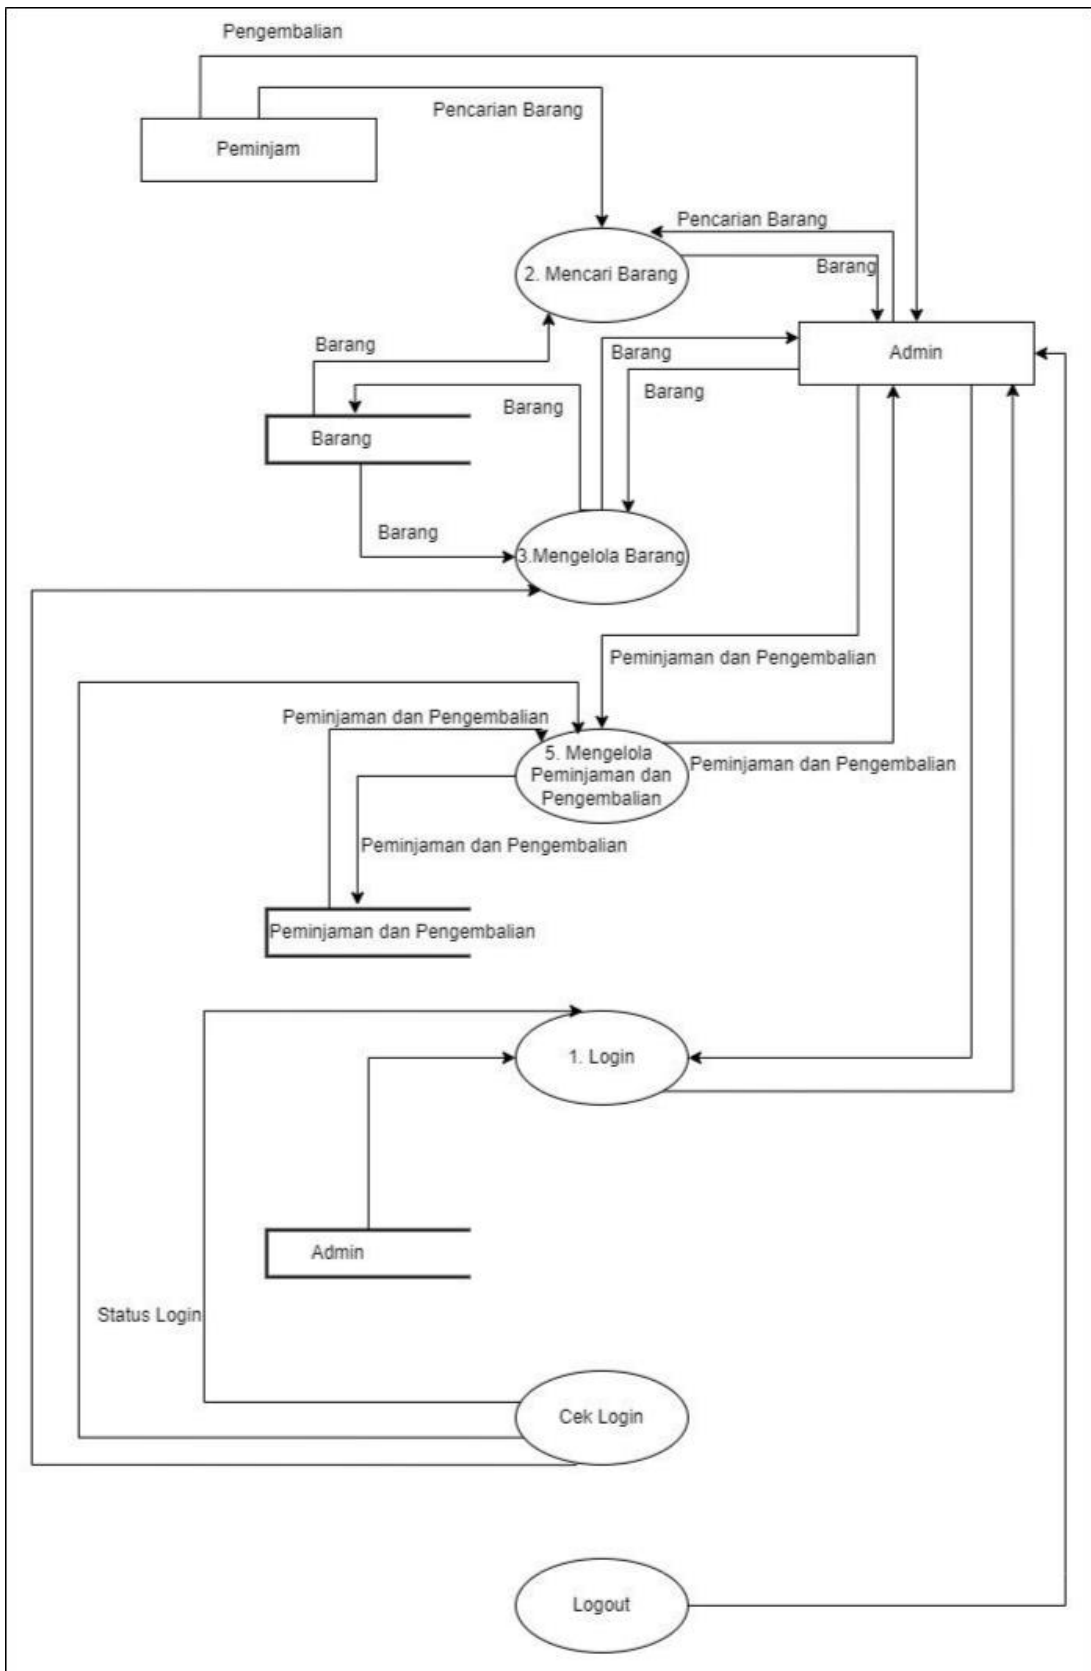 Pengembalian
Pencarian Barang
Peminjam
Pencarian Barang
2. Mencari Barang
Barang
Barang
Barang
Admin
Barang
Barang
Barang
Barang
3.Mengelola Barang
Peminjaman dan Pengembalian
Peminjaman dan Pengembalian
5. Mengelola
Peminjaman dan
Pengembalian
Peminjaman dan Pengembalian
Peminjaman dan Pengembalian
Peminjaman dan Pengembalian
1. Login
Admin
Status Login
Cek Login
Logout